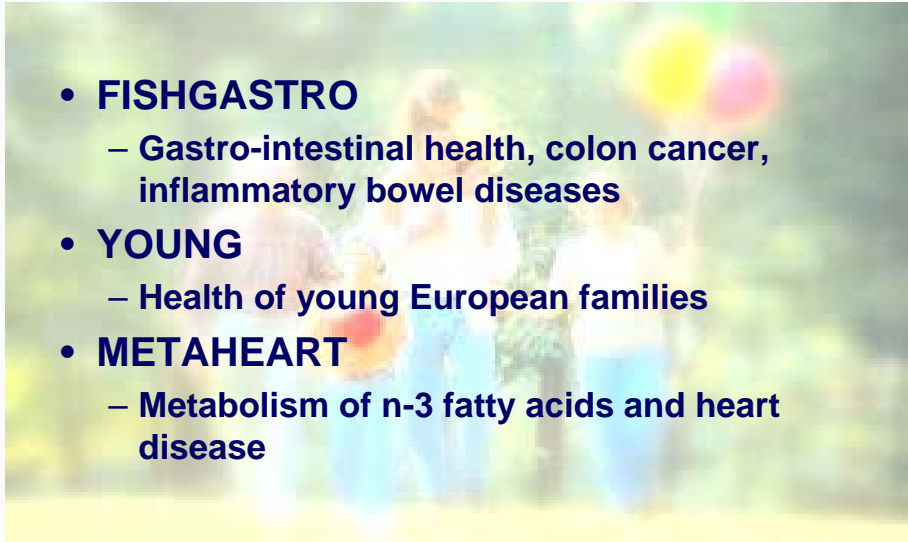 • FISHGASTRO
– Gastro-intestinal health, colon cancer,
inflammatory bowel diseases
• YOUNG
– Health of young European families
• METAHEART
– Metabolism of n-3 fatty acids and heart
disease